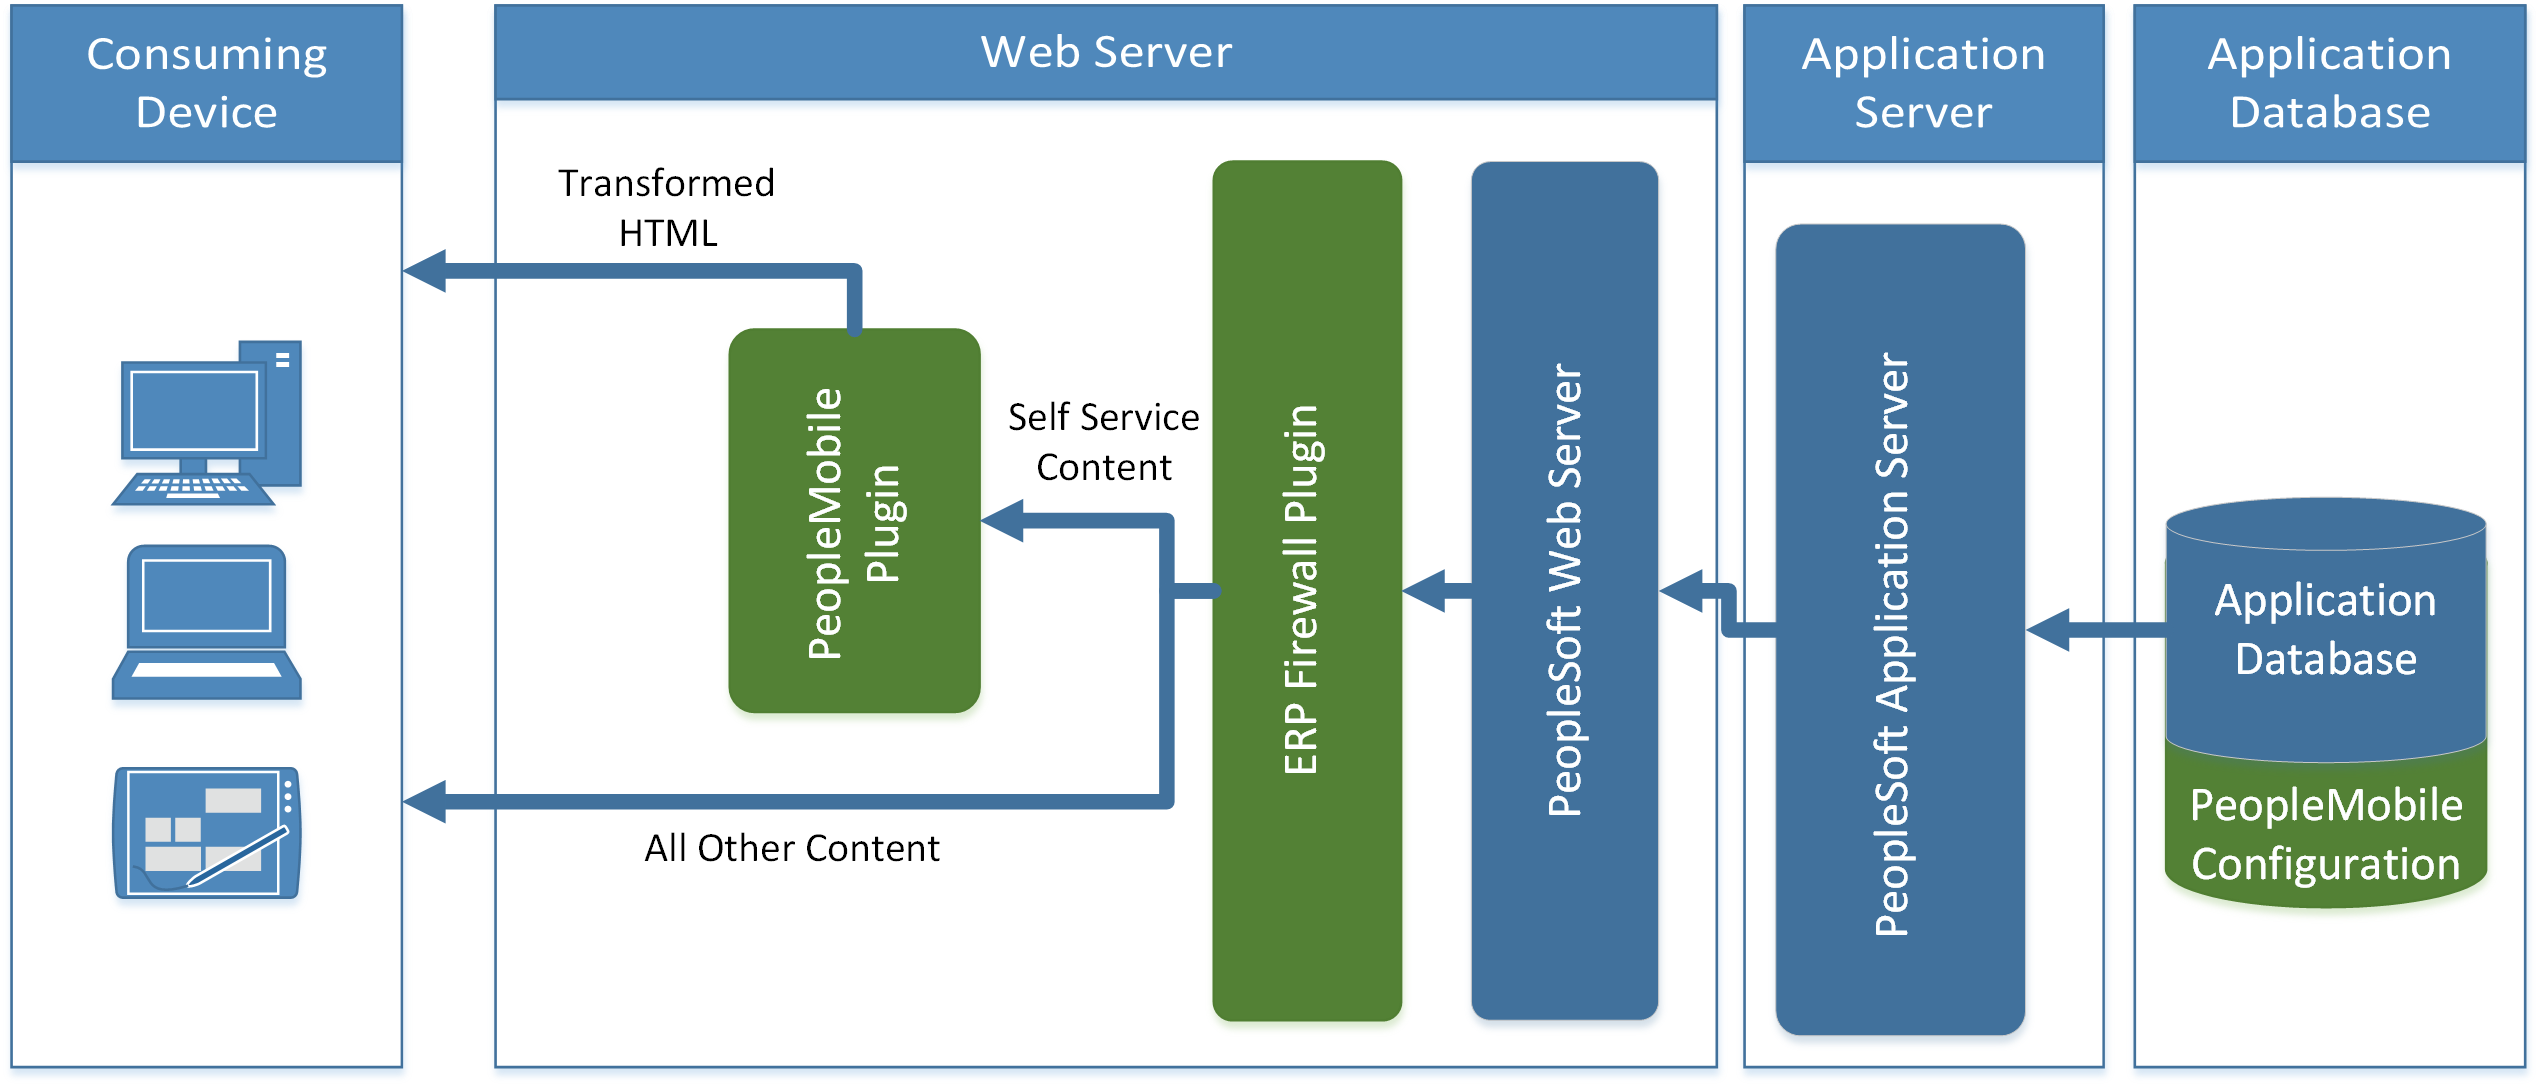 Consuming
Device
Web Server
Application
Server
Application
Database
Transformed
HTML
PeopleMobile
Plugin
Self Service
Content
All Other Content
ERP Firewall Plugin
PeopleSoft Web Server
PeopleSoft Application Server
Application
Database
PeopleMobile
Configuration